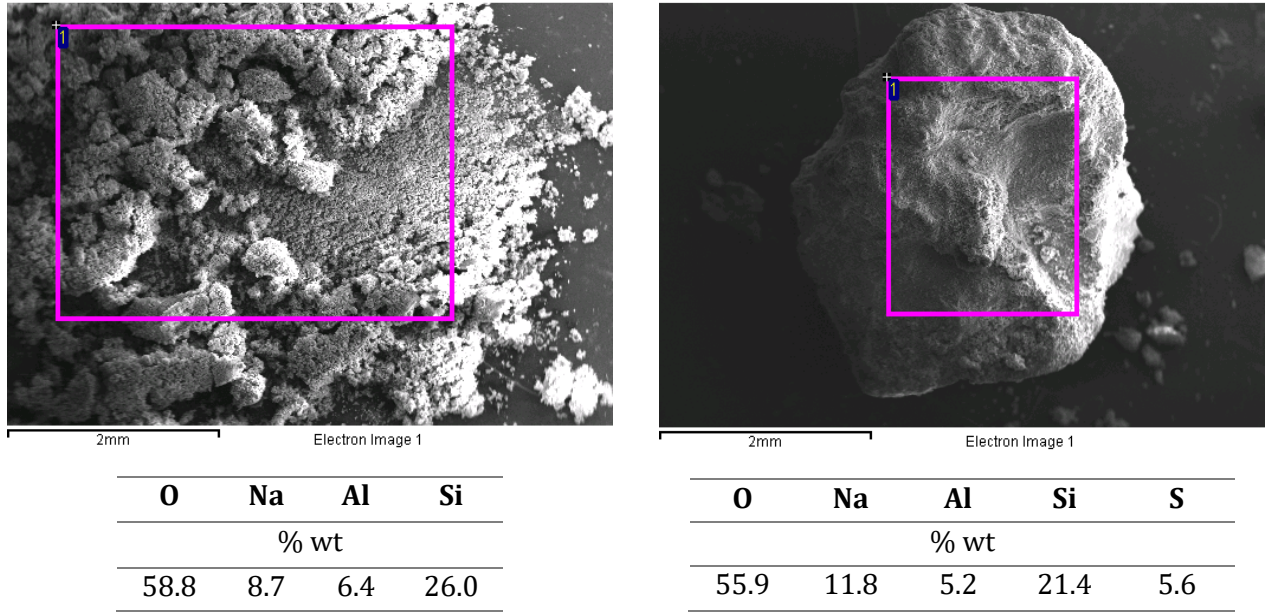 1
2mm Electron Image 1
O Na Al Si
% wt
58.8 8.7 6.4 26.0
1
2mm Electron Image 1
O Na Al Si S
% wt
55.9 11.8 5.2 21.4 5.6